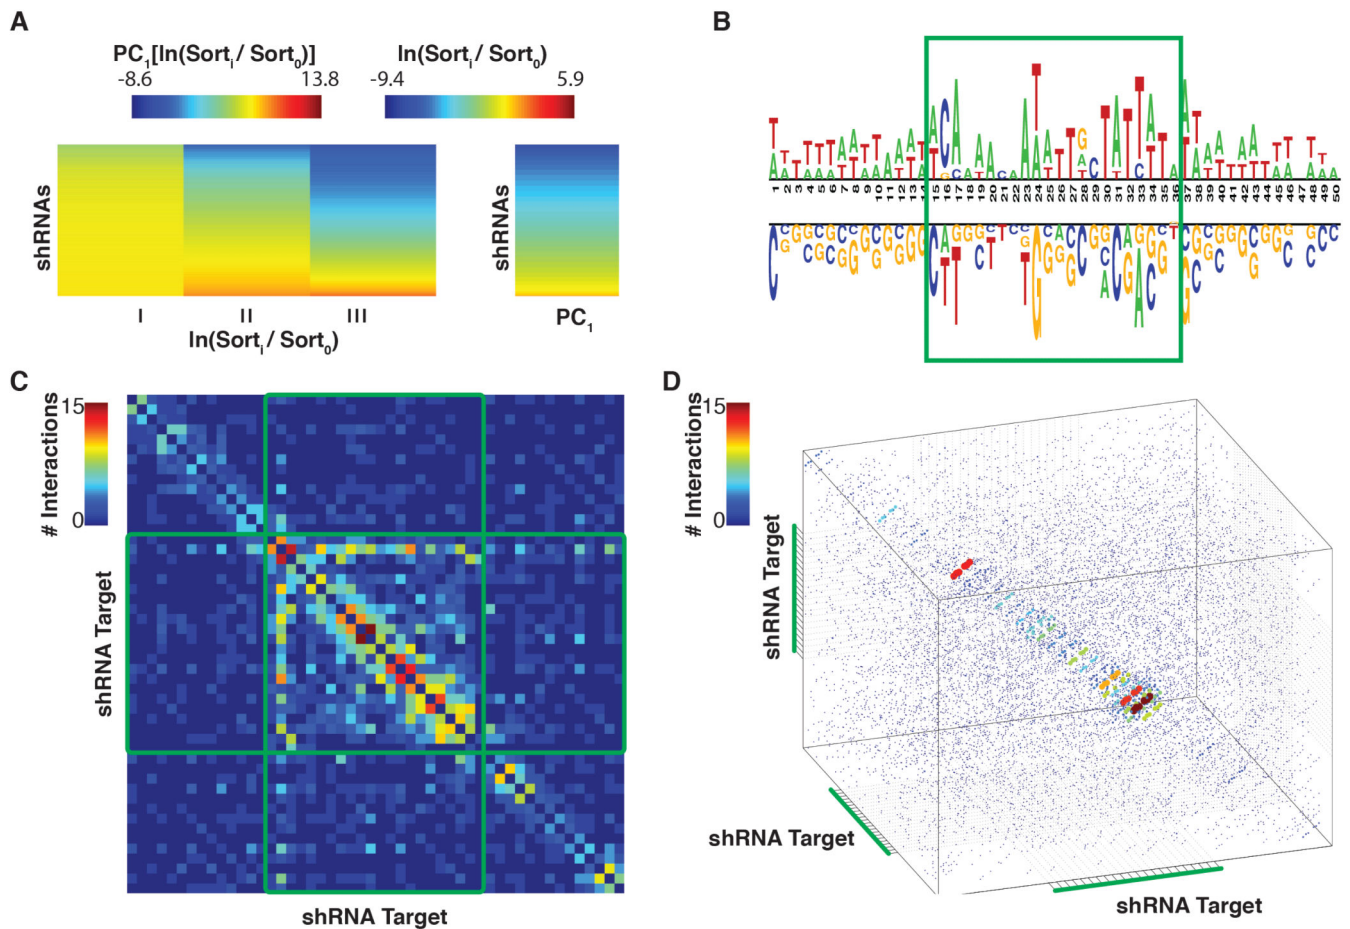 A
PC1[ln(Sorti / Sort0)]
-8.6 13.8
ln(Sorti / Sort0)
-9.4 5.9
shRNAs
I II III
ln(Sorti / Sort0)
shRNAs
PC1
B
1 2 3 4 5 6 7 8 9 10 11 12 13 14 15 16 17 18 19 20 21 22 23 24 25 26 27 28 29 30 31 32 33 34 35 36 37 38 39 40 41 42 43 44 45 46 47 48 49 50
C
# Interactions
15
0
shRNA Target
shRNA Target
D
# Interactions
15
0
shRNA Target
shRNA Target
shRNA Target